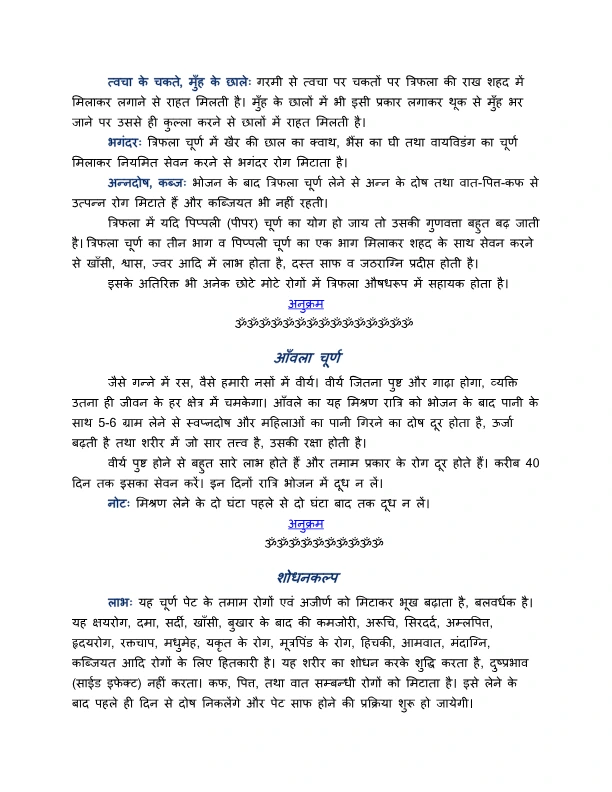 त्वचा के चकते, मुँह के छालेः गरमी से त्वचा पर चकतों पर त्रिफला की राख शहद में
मिलाकर लगाने से राहत मिलती है। मुँह के छालों में भी इसी प्रकार लगाकर थूक से मुँह भर
जाने पर उससे ही कुल्ला करने से छालों में राहत मिलती है।
भगंदरः त्रिफला चूर्ण में खैर की छाल का क्वाथ, भैंस का घी तथा वायविडंग का चूर्ण
मिलाकर नियमित सेवन करने से भगंदर रोग मिटाता है।
अन्नदोष, कब्जः भोजन के बाद त्रिफला चूर्ण लेने से अन्न के दोष तथा वात-पित्त-कफ से
उत्पन्न रोग मिटाते हैं और कब्जियत भी नहीं रहती।
त्रिफला में यदि पिप्पली (पीपर) चूर्ण का योग हो जाय तो उसकी गुणवत्ता बहुत बढ़ जाती
है। त्रिफला चूर्ण का तीन भाग व पिप्पली चूर्ण का एक भाग मिलाकर शहद के साथ सेवन करने
से खाँसी, श्वास, ज्वर आदि में लाभ होता है, दस्त साफ व जठराग्नि प्रदीप्त होती है।
इसके अतिरिक्त भी अनेक छोटे मोटे रोगों में त्रिफला औषधरूप में सहायक होता है।
अनुक्रम
ॐॐॐॐॐॐॐॐॐॐॐॐॐॐॐ
आँवला चूर्ण
जैसे गन्ने में रस, वैसे हमारी नसों में वीर्य। वीर्य जितना पुष्ट और गाढ़ा होगा, व्यक्ति
उतना ही जीवन के हर क्षेत्र में चमकेगा। आँवले का यह मिश्रण रात्रि को भोजन के बाद पानी के
साथ 5-6 ग्राम लेने से स्वप्नदोष और महिलाओं का पानी गिरने का दोष दूर होता है, ऊर्जा
बढ़ती है तथा शरीर में जो सार तत्त्व है, उसकी रक्षा होती है।
वीर्य पुष्ट होने से बहुत सारे लाभ होते हैं और तमाम प्रकार के रोग दूर होते हैं। करीब 40
दिन तक इसका सेवन करें। इन दिनों रात्रि भोजन में दूध न लें।
नोटः मिश्रण लेने के दो घंटा पहले से दो घंटा बाद तक दूध न लें।
अनुक्रम
ॐॐॐॐॐॐॐॐॐॐ
शोधनकल्प
लाभः यह चूर्ण पेट के तमाम रोगों एवं अजीर्ण को मिटाकर भूख बढ़ाता है, बलवर्धक है।
यह क्षयरोग, दमा, सर्दी, खाँसी, बुखार के बाद की कमजोरी, अरूचि, सिरदर्द, अम्लपित्त,
हृदयरोग, रक्तचाप, मधुमेह, यकृत के रोग, मूत्रपिंड के रोग, हिचकी, आमवात, मंदाग्नि,
कब्जियत आदि रोगों के लिए हितकारी है। यह शरीर का शोधन करके शुद्धि करता है, दुष्प्रभाव
(साईड इफेक्ट) नहीं करता। कफ, पित्त, तथा वात सम्बन्धी रोगों को मिटाता है। इसे लेने के
बाद पहले ही दिन से दोष निकलेंगे और पेट साफ होने की प्रक्रिया शुरू हो जायेगी।